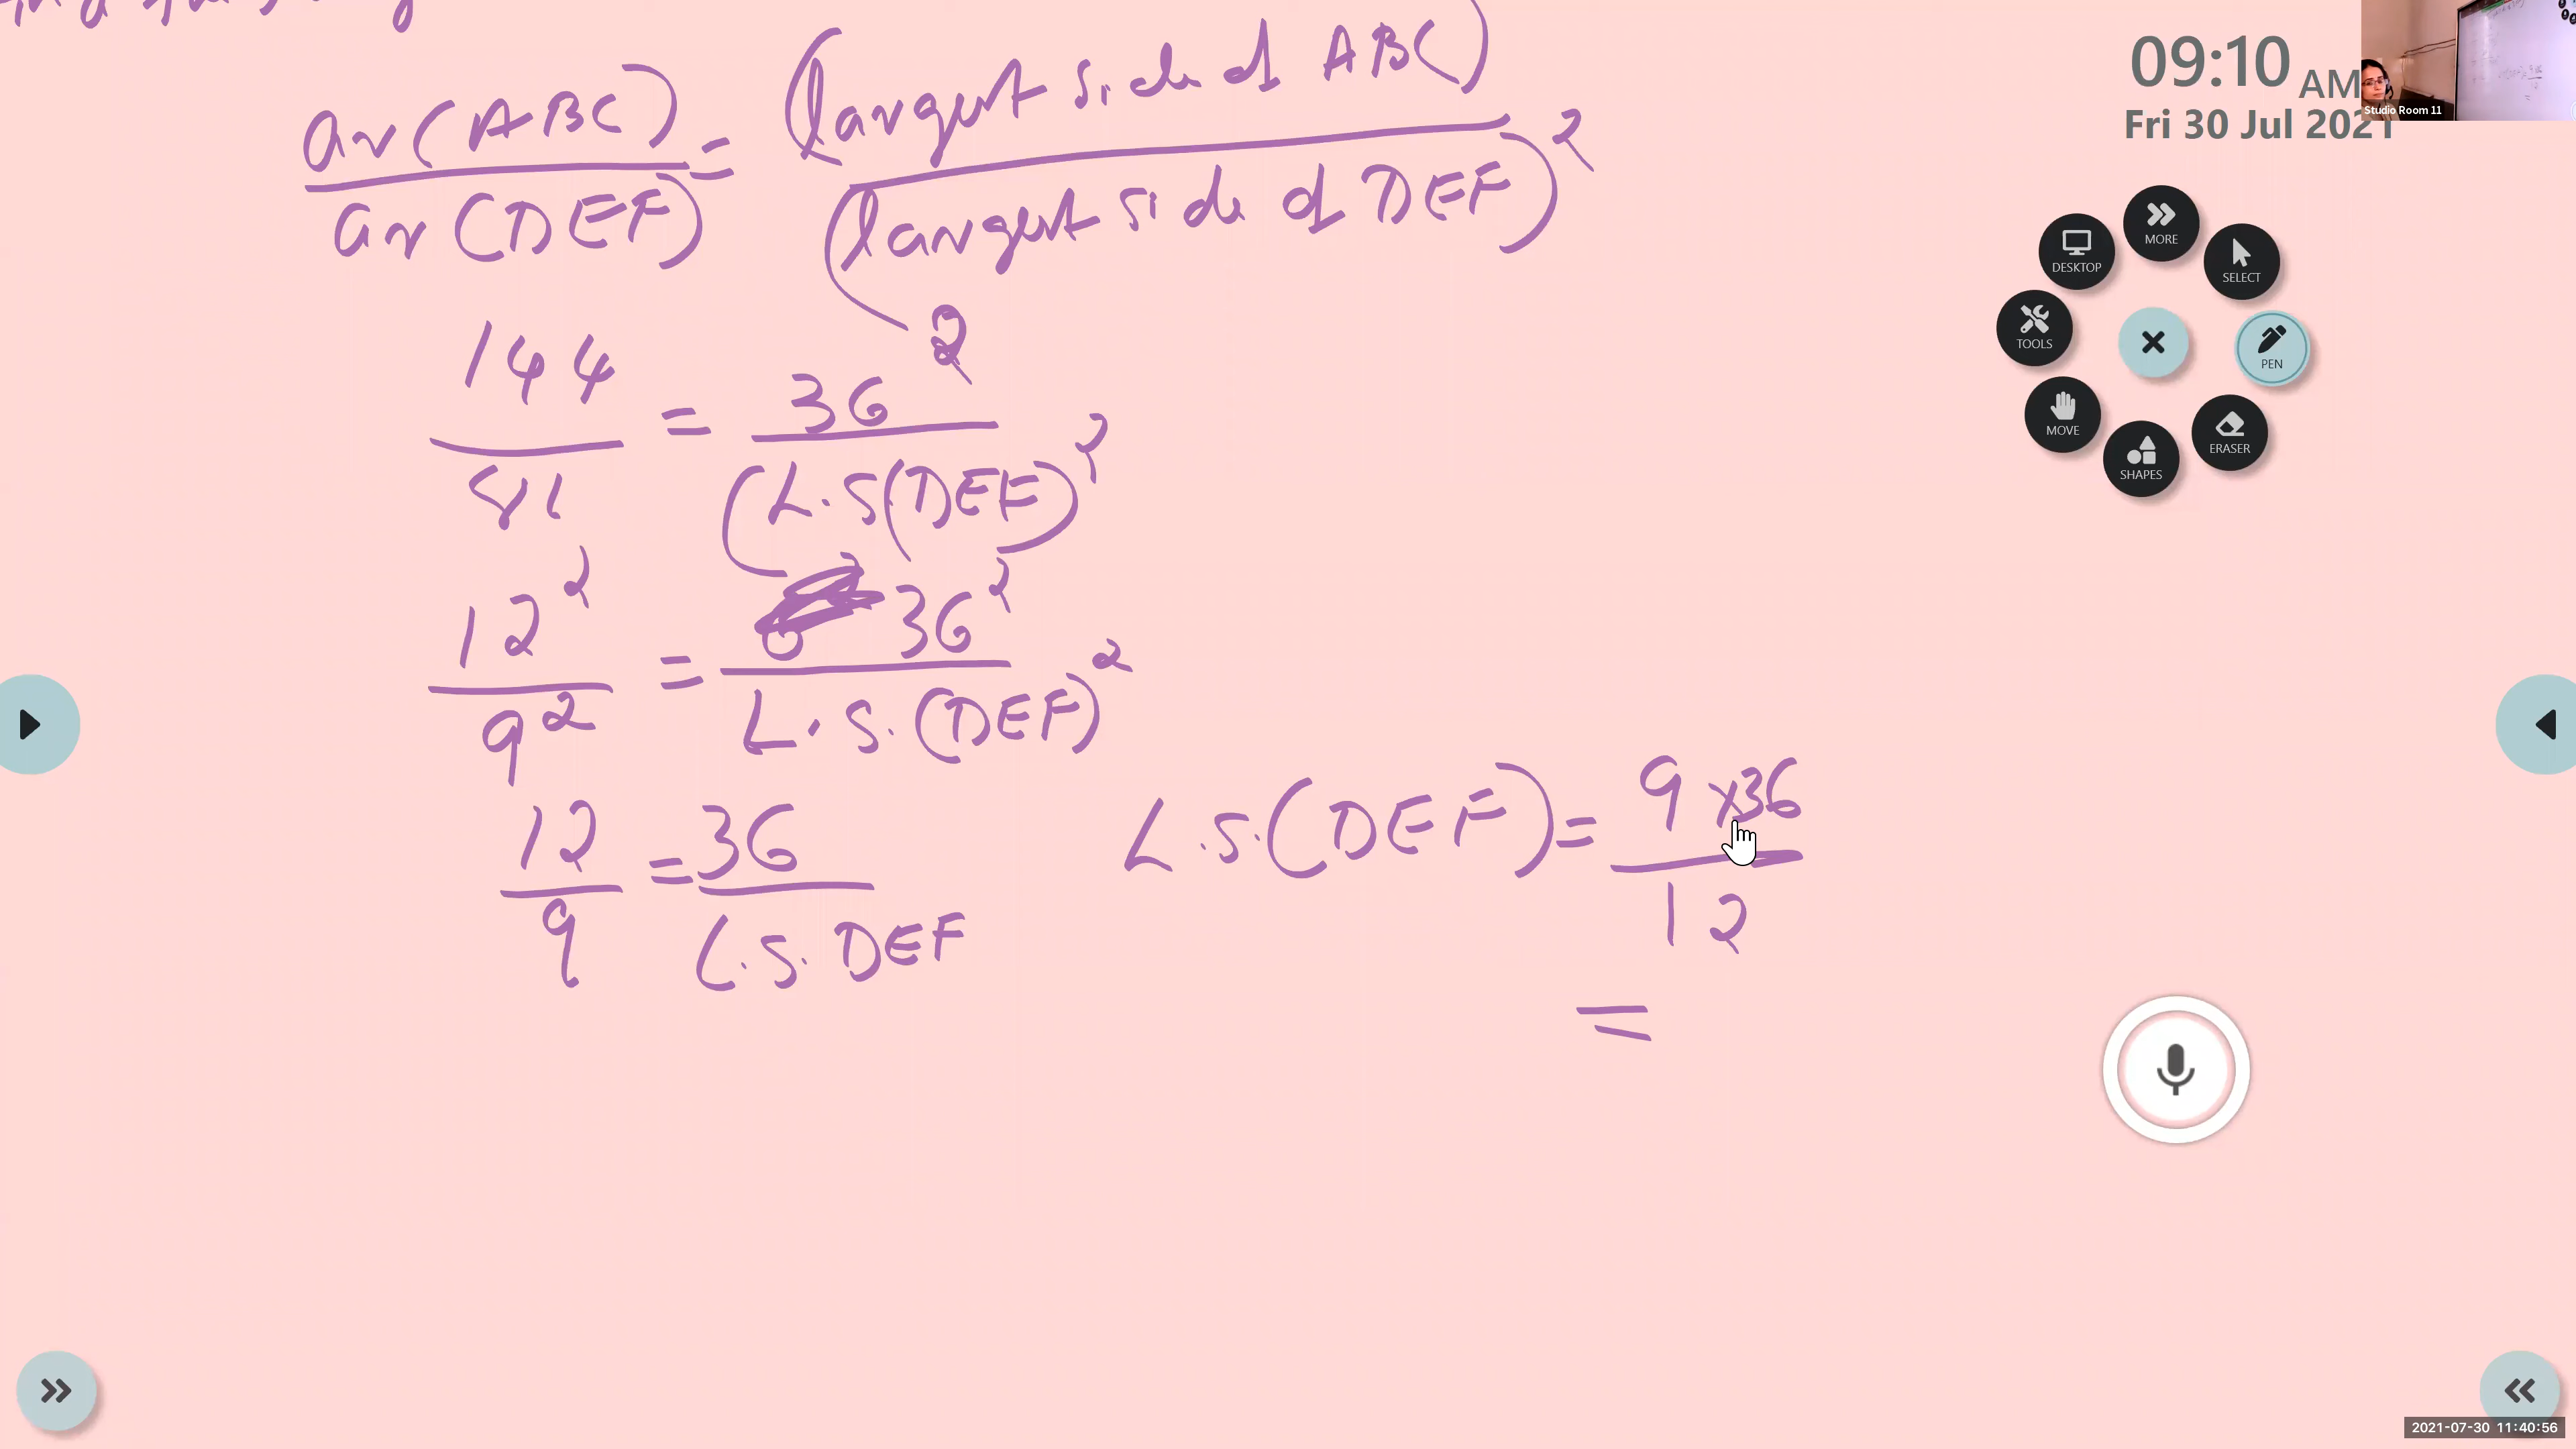 ar(ABC) = (largest side of ABC)²
ar(DEF) (largest side of DEF)²
144 = 36²
81 (L.S(DEF)²
12² = 36²
9² L.S.(DEF)²
12 = 36
9 L.S. DEF
L.S.(DEF) = 9 x36
12
=
09:10 AM
Fri 30 Jul 2021
Studio Room 11
MORE
DESKTOP
SELECT
TOOLS
PEN
MOVE
ERASER
SHAPES
2021-07-30 11:40:56